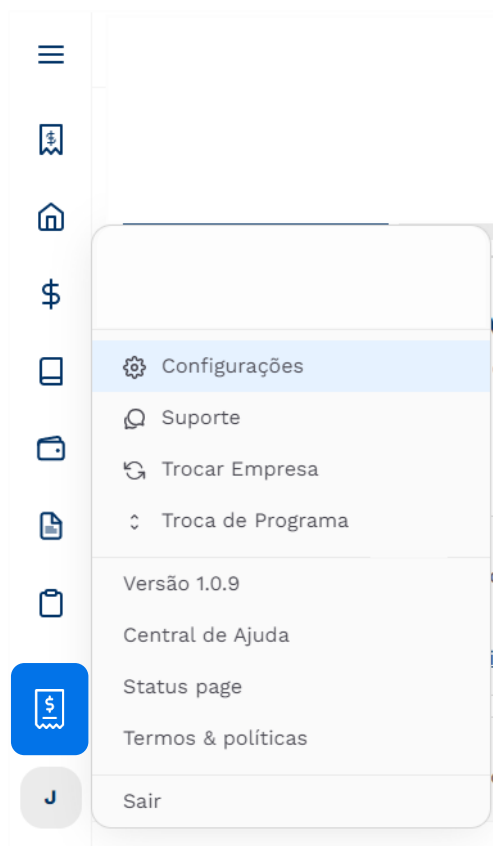 Configurações
Suporte
Trocar Empresa
Troca de Programa
Versão 1.0.9
Central de Ajuda
Status page
Termos & políticas
J
Sair